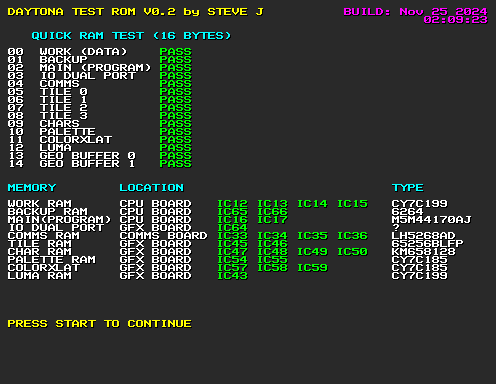 DAYTONA TEST ROM V0.2 by STEVE J BUILD: Nov 25 2024
02:09:23
QUICK RAM TEST (16 BYTES)
00 WORK (DATA) PASS
01 BACKUP PASS
02 MAIN (PROGRAM) PASS
03 IO DUAL PORT PASS
04 COMMS PASS
05 TILE 0 PASS
06 TILE 1 PASS
07 TILE 2 PASS
08 TILE 3 PASS
09 CHARS PASS
10 PALETTE PASS
11 COLORXLAT PASS
12 LUMA PASS
13 GEO BUFFER 0 PASS
14 GEO BUFFER 1 PASS
MEMORY LOCATION TYPE
WORK RAM CPU BOARD IC12 IC13 IC14 IC15 CY7C199
BACKUP RAM CPU BOARD IC65 IC66 6264
MAIN(PROGRAM) CPU BOARD IC16 IC17 M5M44170AJ
IO DUAL PORT GFX BOARD IC64 ?
COMMS RAM COMMS BOARD IC33 IC34 IC35 IC36 LH5268AD
TILE RAM GFX BOARD IC45 IC46 65256BLFP
CHAR RAM GFX BOARD IC47 IC48 IC49 IC50 KM658128
PALETTE RAM GFX BOARD IC54 IC55 CY7C185
COLORXLAT GFX BOARD IC57 IC58 IC59 CY7C185
LUMA RAM GFX BOARD IC43 CY7C199
PRESS START TO CONTINUE